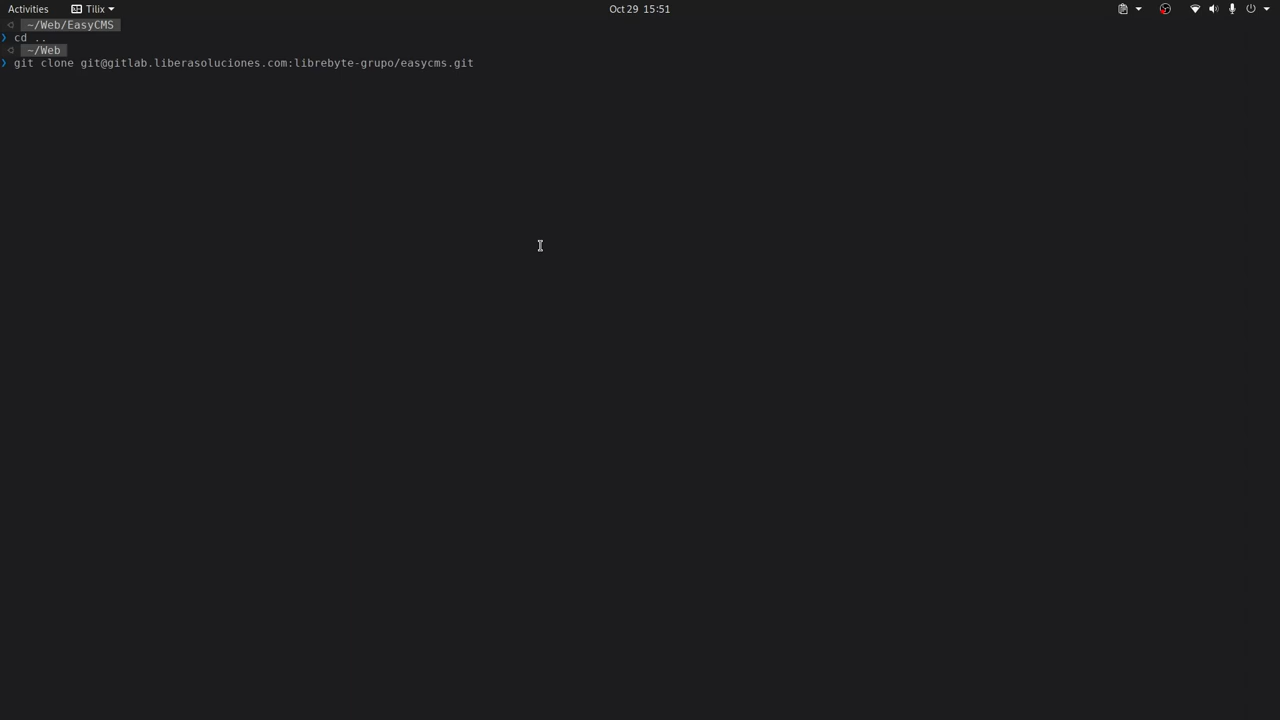 Activities Tilix Oct 29 15:51
~/Web/EasyCMS
❯ cd ..
~/Web
❯ git clone git@gitlab.liberasoluciones.com:librebyte-grupo/easycms.git